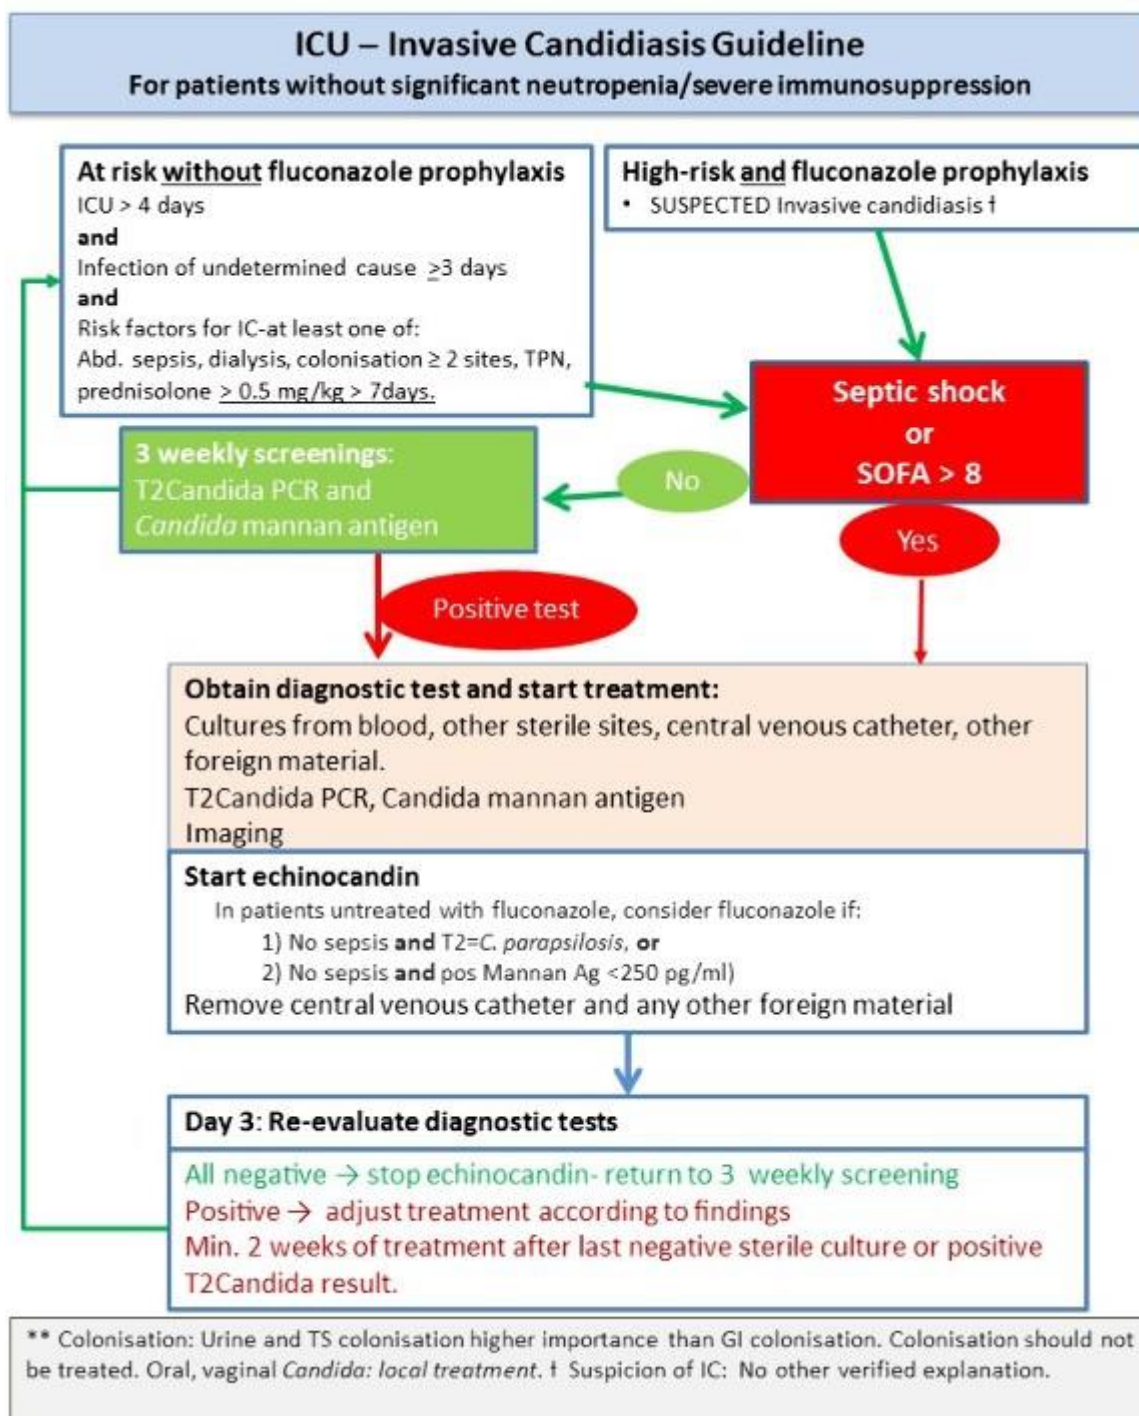 ICU – Invasive Candidiasis Guideline
For patients without significant neutropenia/severe immunosuppression
At risk without fluconazole prophylaxis
ICU > 4 days
and
Infection of undetermined cause ≥3 days
and
Risk factors for IC-at least one of:
Abd. sepsis, dialysis, colonisation ≥ 2 sites, TPN,
prednisolone > 0.5 mg/kg > 7days.
High-risk and fluconazole prophylaxis
• SUSPECTED Invasive candidiasis †
Septic shock
or
SOFA > 8
No
Yes
3 weekly screenings:
T2Candida PCR and
Candida mannan antigen
Positive test
Obtain diagnostic test and start treatment:
Cultures from blood, other sterile sites, central venous catheter, other
foreign material.
T2Candida PCR, Candida mannan antigen
Imaging
Start echinocandin
In patients untreated with fluconazole, consider fluconazole if:
1) No sepsis and T2=C. parapsilosis, or
2) No sepsis and pos Mannan Ag <250 pg/ml)
Remove central venous catheter and any other foreign material
Day 3: Re-evaluate diagnostic tests
All negative → stop echinocandin- return to 3 weekly screening
Positive → adjust treatment according to findings
Min. 2 weeks of treatment after last negative sterile culture or positive
T2Candida result.
** Colonisation: Urine and TS colonisation higher importance than GI colonisation. Colonisation should not
be treated. Oral, vaginal Candida: local treatment. † Suspicion of IC: No other verified explanation.